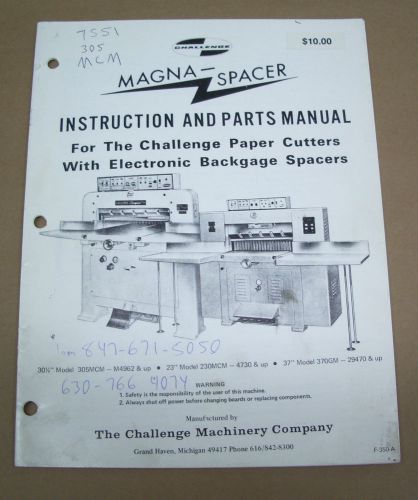 7551
305
MCM
CHALLENGE
$10.00
MAGNA-SPACER
INSTRUCTION AND PARTS MANUAL
For The Challenge Paper Cutters
With Electronic Backgage Spacers
Tom 847-671-5050
30½" Model 305MCM – M4962 & up • 23" Model 230MCM – 4730 & up • 37" Model 370GM – 29470 & up
630-766 9074
WARNING
1. Safety is the responsibility of the user of this machine.
2. Always shut off power before changing boards or replacing components.
Manufactured by
The Challenge Machinery Company
Grand Haven, Michigan 49417 Phone 616/842-8300
F-350-A